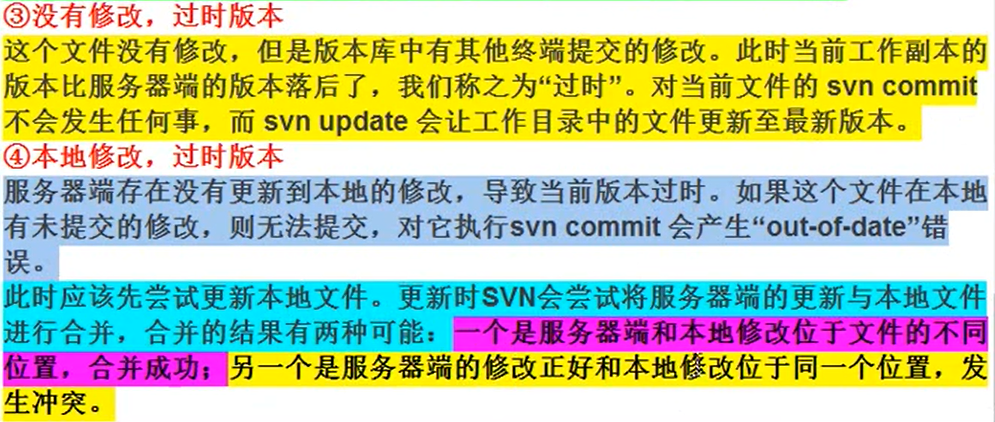 ③没有修改，过时版本
这个文件没有修改，但是版本库中有其他终端提交的修改。此时当前工作副本的
版本比服务器端的版本落后了，我们称之为“过时”。对当前文件的 svn commit
不会发生任何事，而 svn update 会让工作目录中的文件更新至最新版本。
④本地修改，过时版本
服务器端存在没有更新到本地的修改，导致当前版本过时。如果这个文件在本地
有未提交的修改，则无法提交，对它执行svn commit 会产生“out-of-date”错
误。
此时应该先尝试更新本地文件。更新时SVN会尝试将服务器端的更新与本地文件
进行合并，合并的结果有两种可能：一个是服务器端和本地修改位于文件的不同
位置，合并成功；另一个是服务器端的修改正好和本地修改位于同一个位置，发
生冲突。